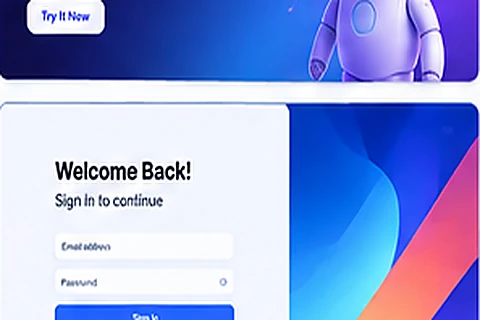 Try It Now
Welcome Back!
Sign In to continue
Email address
Password
Sign In